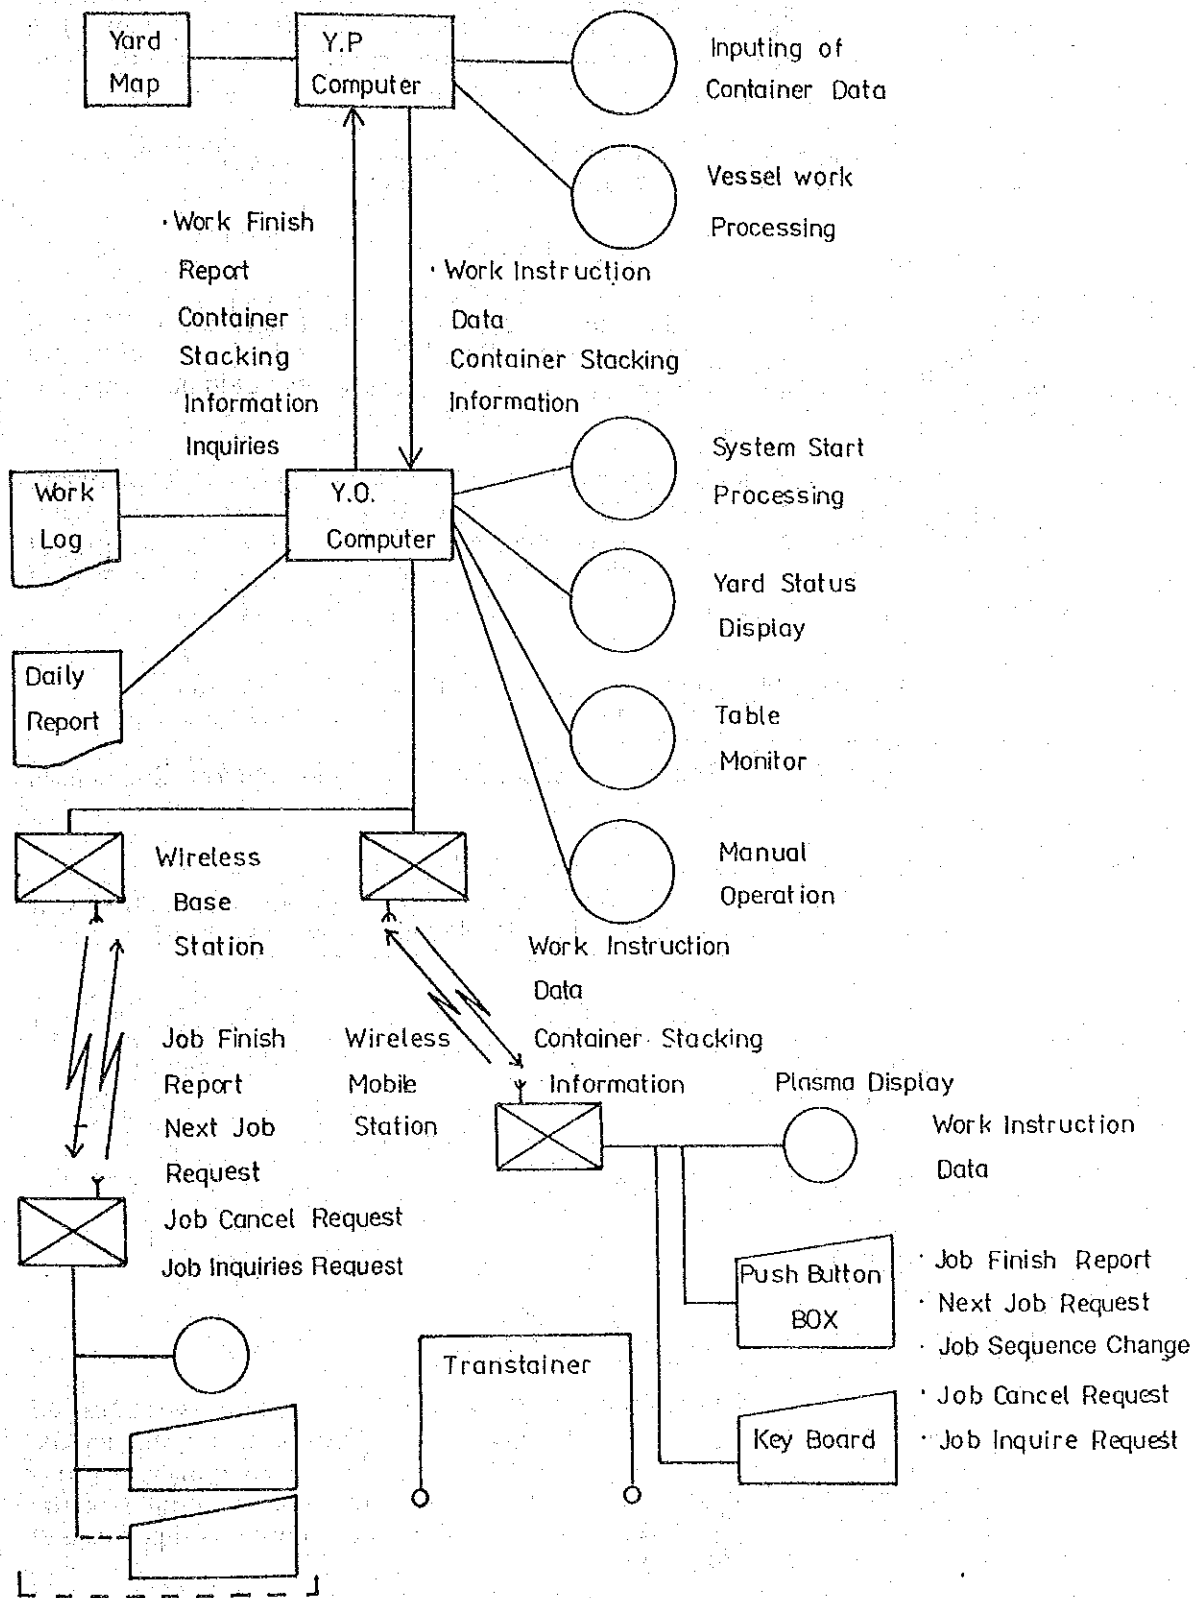 Yard
Map
Y.P
Computer
Inputing of
Container Data
Vessel work
Processing
· Work Finish
Report
Container
Stacking
Information
Inquiries
· Work Instruction
Data
Container Stacking
Information
Work
Log
Y.O.
Computer
System Start
Processing
Yard Status
Display
Daily
Report
Table
Monitor
Manual
Operation
Wireless
Base
Station
Work Instruction
Data
Container Stacking
Information
Job Finish
Report
Next Job
Request
Job Cancel Request
Job Inquiries Request
Wireless
Mobile
Station
Plasma Display
Work Instruction
Data
Push Button
BOX
· Job Finish Report
· Next Job Request
· Job Sequence Change
Transtainer
Key Board
· Job Cancel Request
· Job Inquire Request